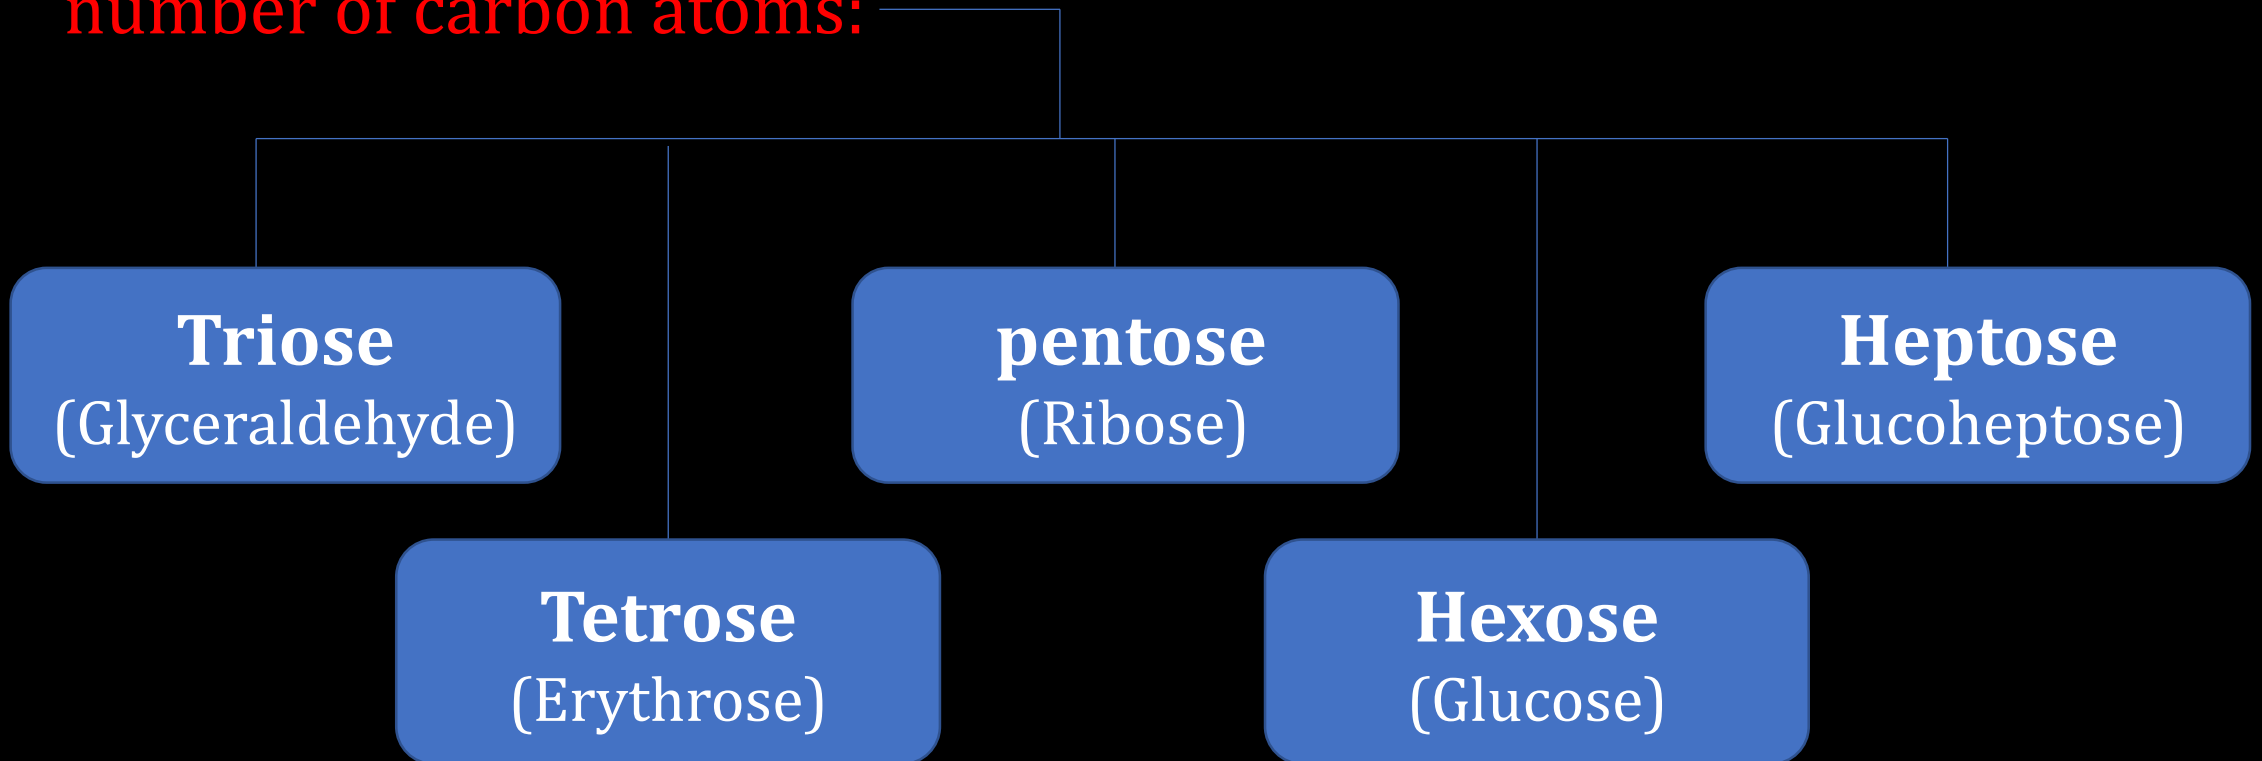 number of carbon atoms:
Triose
(Glyceraldehyde)
pentose
(Ribose)
Heptose
(Glucoheptose)
Tetrose
(Erythrose)
Hexose
(Glucose)